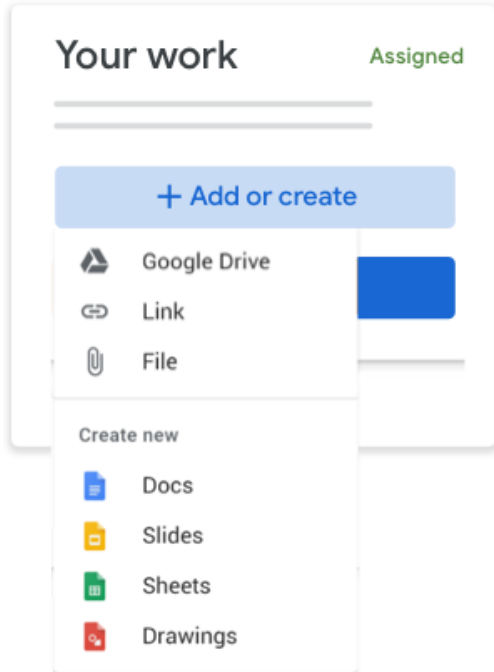 Your work
Assigned
+ Add or create
Google Drive
Link
File
Create new
Docs
Slides
Sheets
Drawings